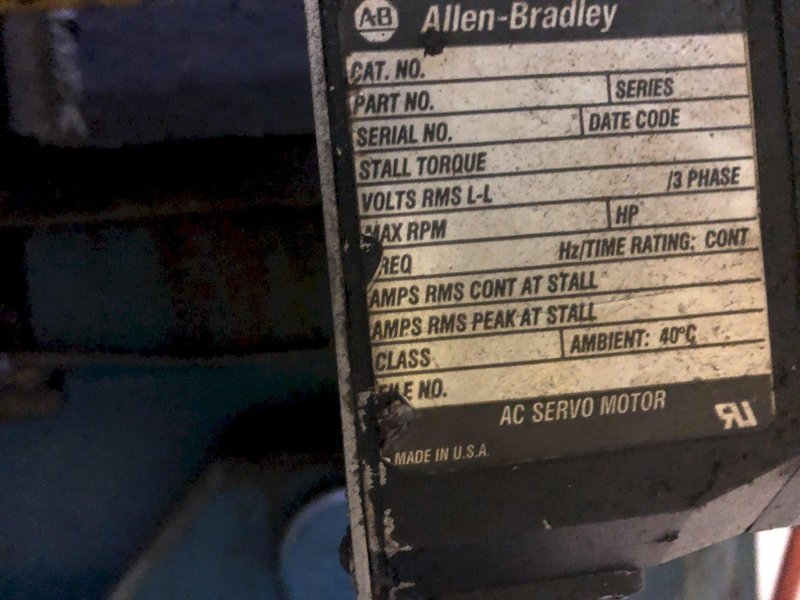 A-B Allen-Bradley
CAT. NO.
PART NO. SERIES
SERIAL NO. DATE CODE
STALL TORQUE
VOLTS RMS L-L /3 PHASE
MAX RPM HP
FREQ Hz/TIME RATING: CONT
AMPS RMS CONT AT STALL
AMPS RMS PEAK AT STALL
CLASS AMBIENT: 40°C
FILE NO.
AC SERVO MOTOR
MADE IN U.S.A.